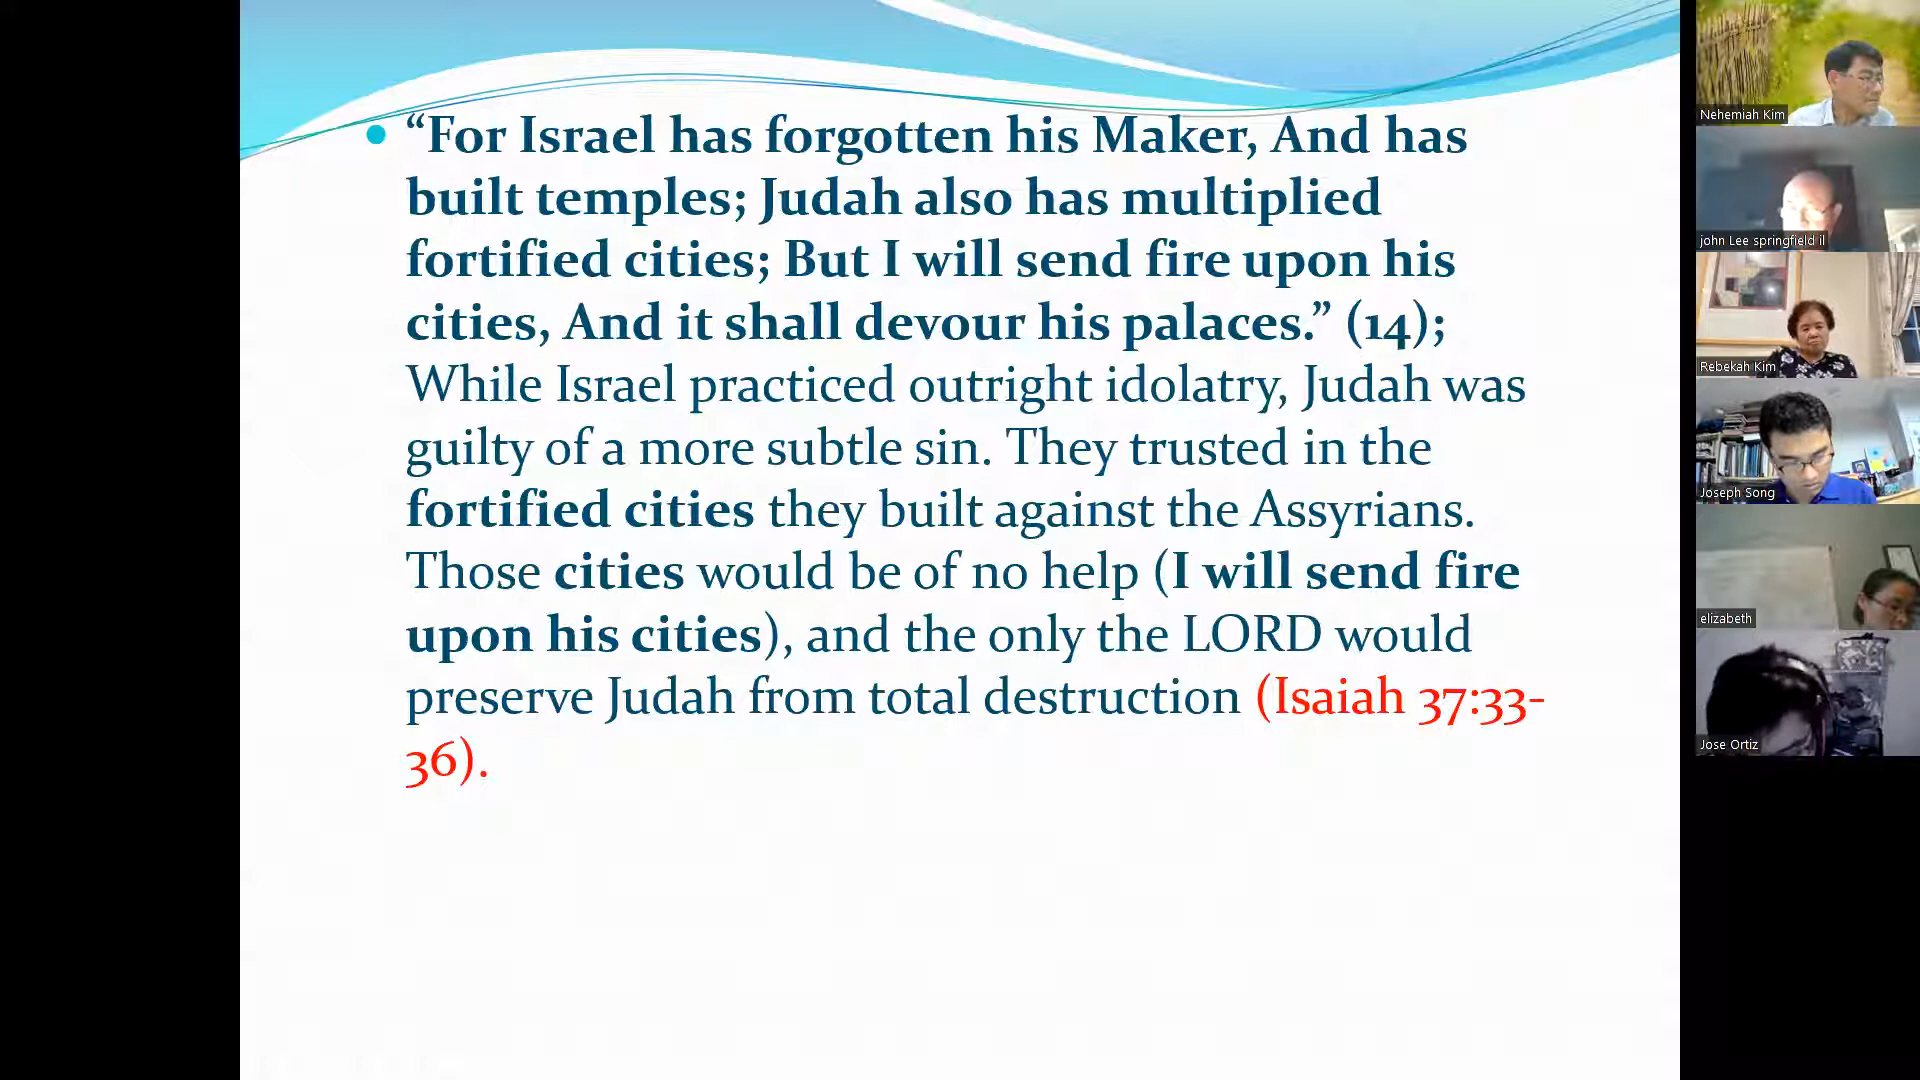 “For Israel has forgotten his Maker, And has
built temples; Judah also has multiplied
fortified cities; But I will send fire upon his
cities, And it shall devour his palaces.” (14);
While Israel practiced outright idolatry, Judah was
guilty of a more subtle sin. They trusted in the
fortified cities they built against the Assyrians.
Those cities would be of no help (I will send fire
upon his cities), and the only the LORD would
preserve Judah from total destruction (Isaiah 37:33-
36).
Nehemiah Kim
john Lee springfield il
Rebekah Kim
Joseph Song
elizabeth
Jose Ortiz